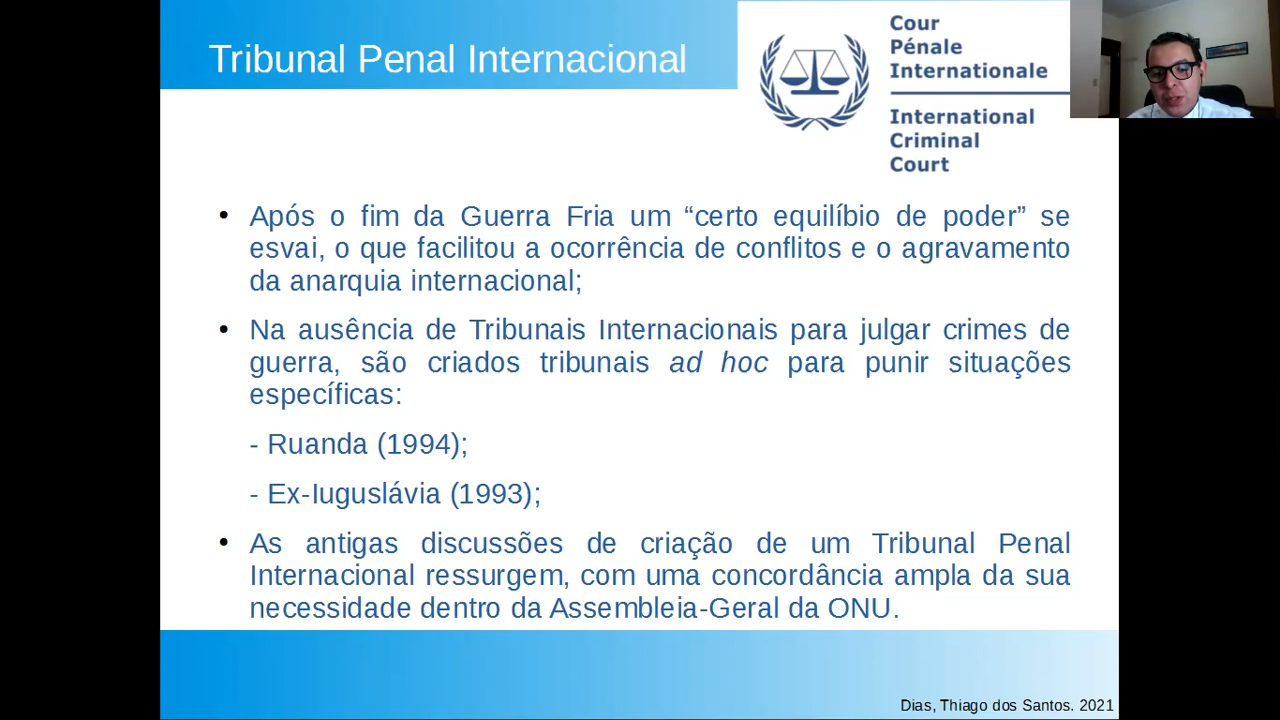 Tribunal Penal Internacional
Cour
Pénale
Internationale
International
Criminal
Court
• Após o fim da Guerra Fria um “certo equilíbio de poder” se
esvai, o que facilitou a ocorrência de conflitos e o agravamento
da anarquia internacional;
• Na ausência de Tribunais Internacionais para julgar crimes de
guerra, são criados tribunais ad hoc para punir situações
específicas:
- Ruanda (1994);
- Ex-Iuguslávia (1993);
• As antigas discussões de criação de um Tribunal Penal
Internacional ressurgem, com uma concordância ampla da sua
necessidade dentro da Assembleia-Geral da ONU.
Dias, Thiago dos Santos. 2021